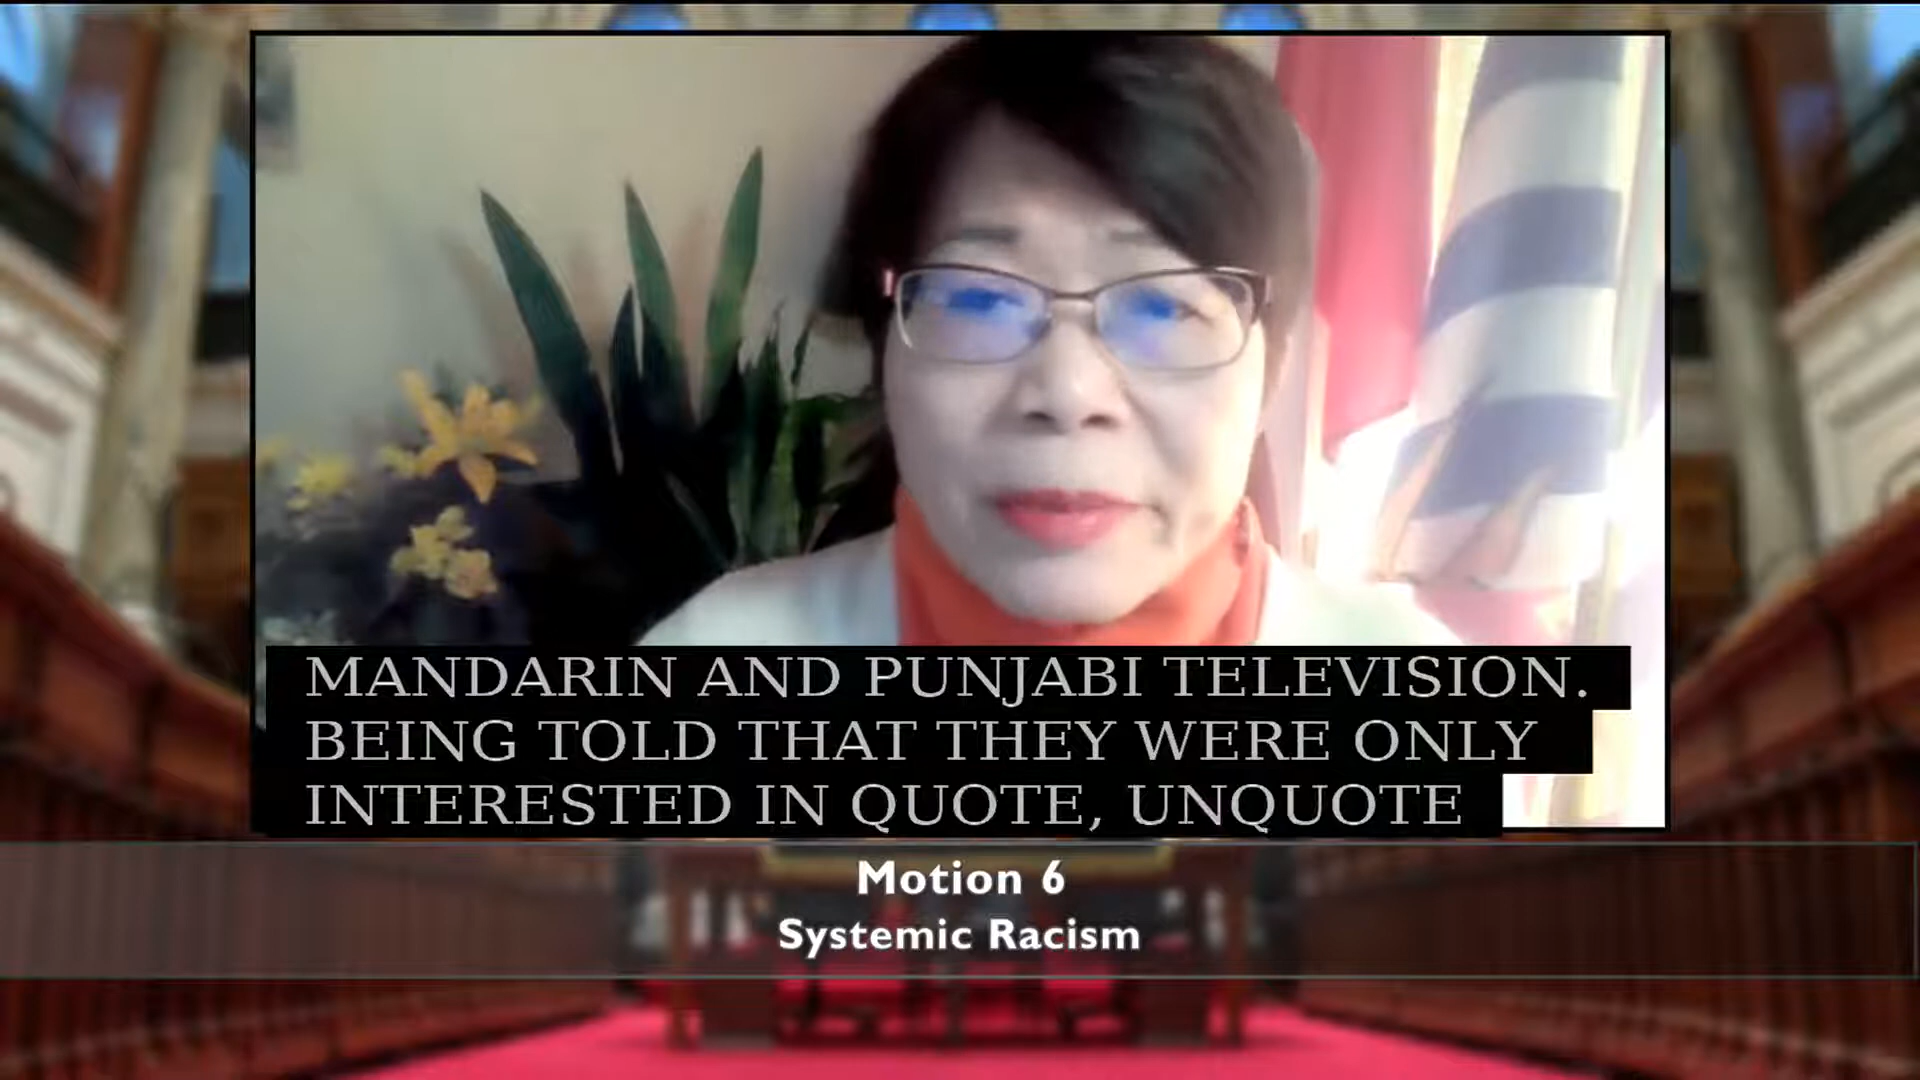 MANDARIN AND PUNJABI TELEVISION.
BEING TOLD THAT THEY WERE ONLY
INTERESTED IN QUOTE, UNQUOTE
Motion 6
Systemic Racism